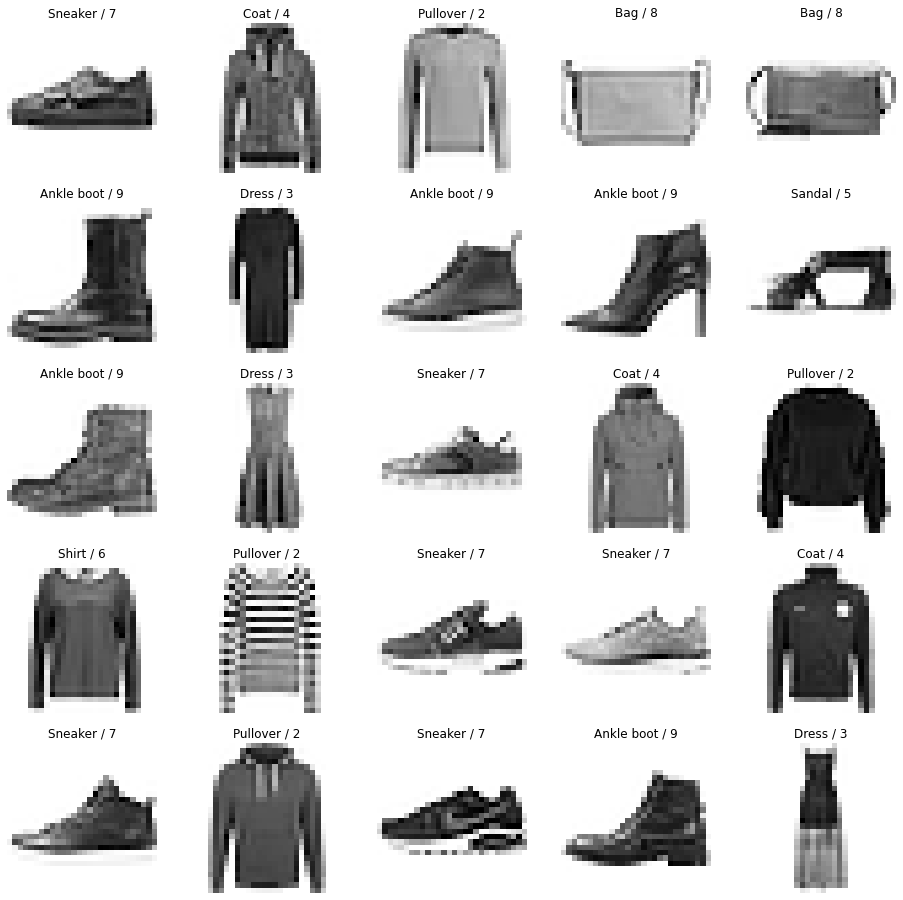 Sneaker / 7
Coat / 4
Pullover / 2
Bag / 8
Bag / 8
Ankle boot / 9
Dress / 3
Ankle boot / 9
Ankle boot / 9
Sandal / 5
Ankle boot / 9
Dress / 3
Sneaker / 7
Coat / 4
Pullover / 2
Shirt / 6
Pullover / 2
Sneaker / 7
Sneaker / 7
Coat / 4
Sneaker / 7
Pullover / 2
Sneaker / 7
Ankle boot / 9
Dress / 3